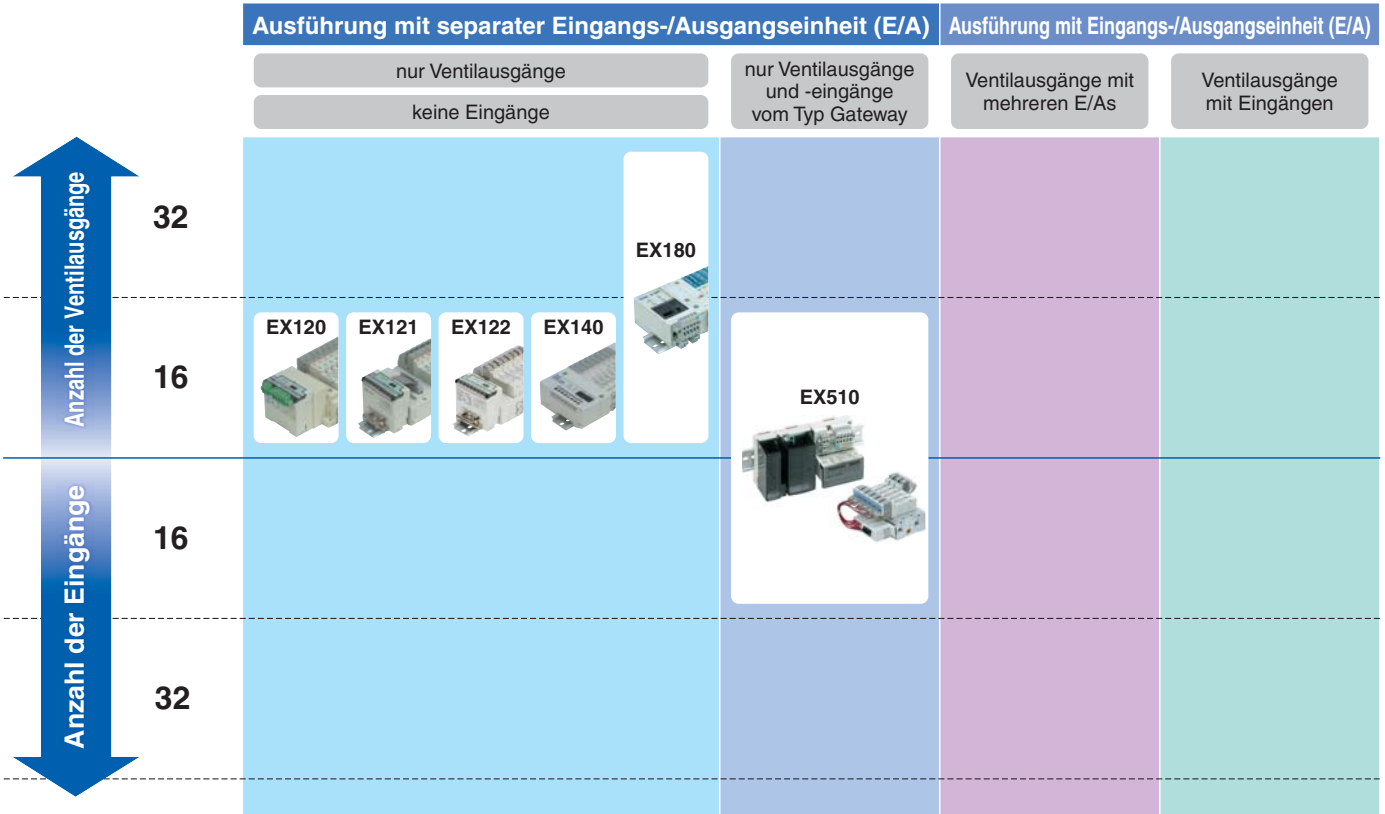 Ausführung mit separater Eingangs-/Ausgangseinheit (E/A)
Ausführung mit Eingangs-/Ausgangseinheit (E/A)
nur Ventilausgänge
keine Eingänge
nur Ventilausgänge
und -eingänge
vom Typ Gateway
Ventilausgänge mit
mehreren E/As
Ventilausgänge
mit Eingängen
Anzahl der Ventilausgänge
32
EX180
16
EX120
EX121
EX122
EX140
EX510
Anzahl der Eingänge
16
32